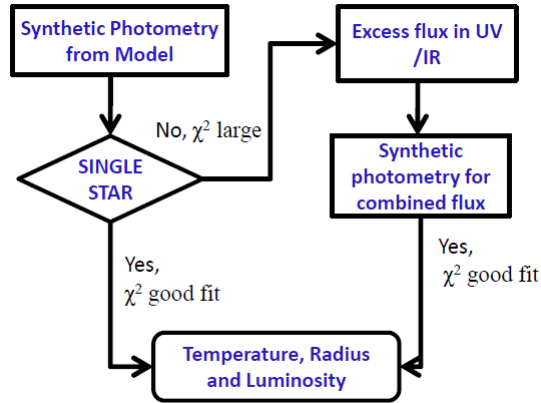 Synthetic Photometry
from Model
Excess flux in UV
/IR
No, χ² large
SINGLE
STAR
Synthetic
photometry for
combined flux
Yes,
χ² good fit
Yes,
χ² good fit
Temperature, Radius
and Luminosity